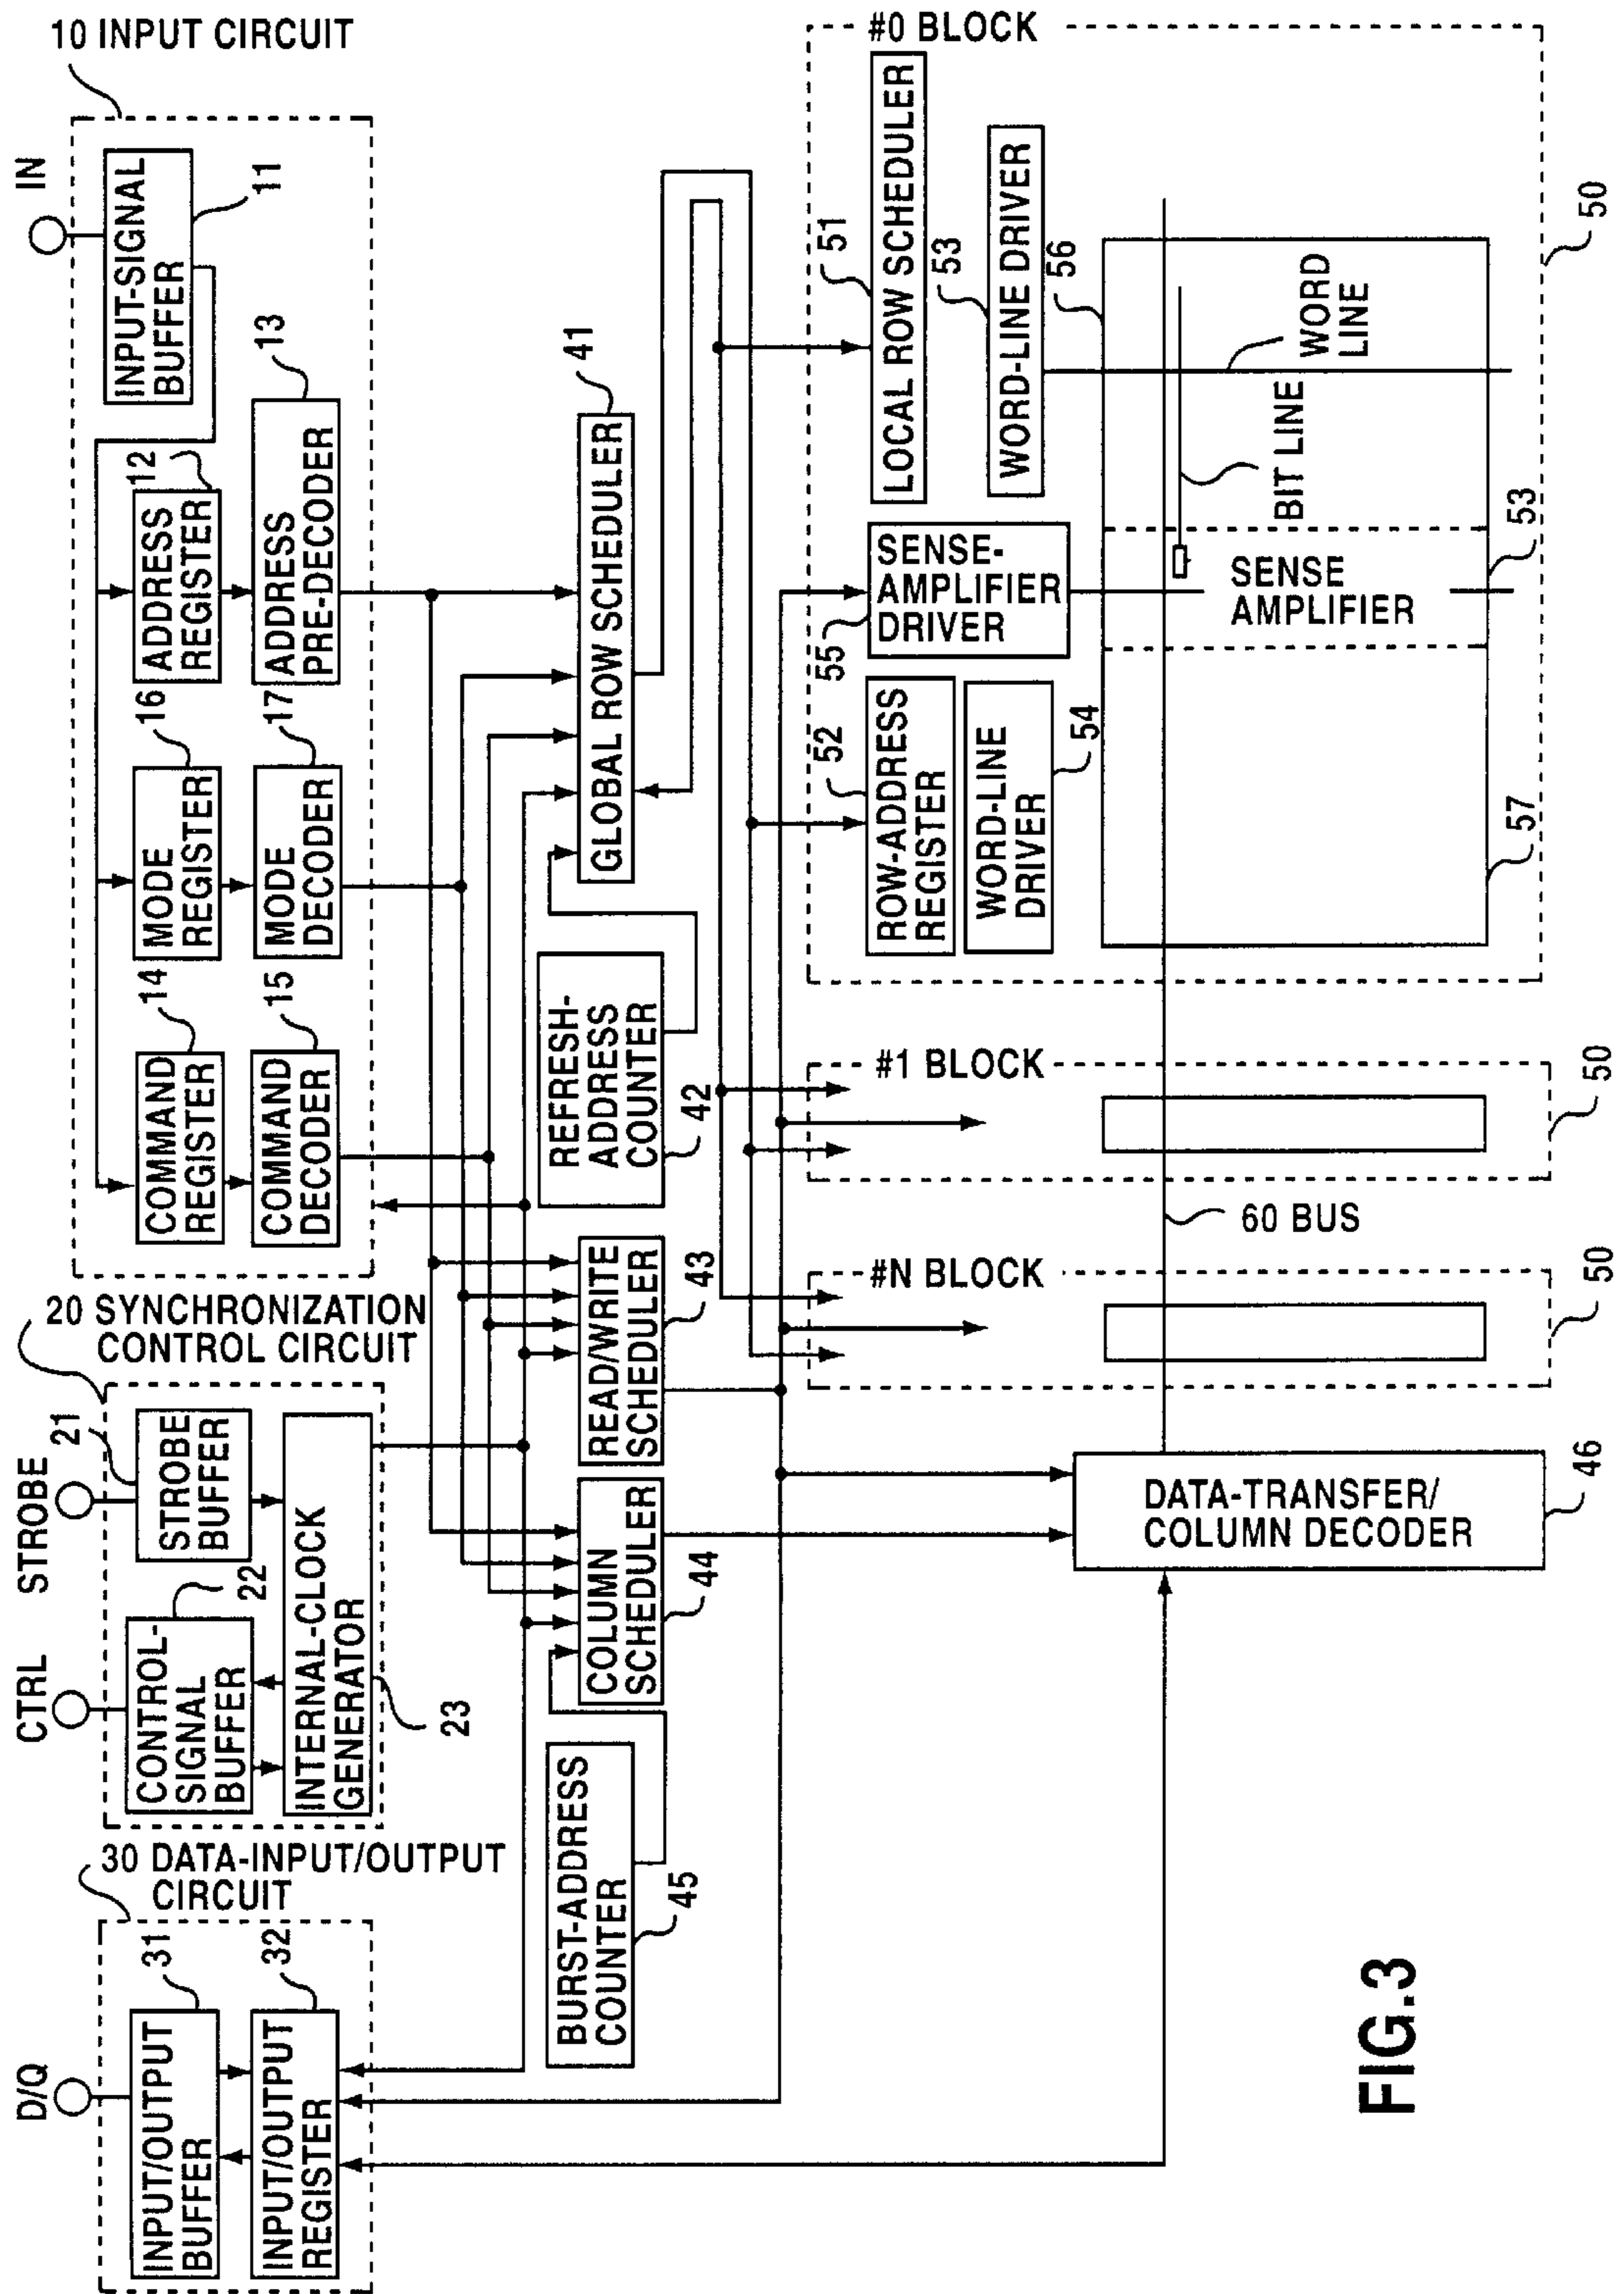 10 INPUT CIRCUIT
IN
INPUT-SIGNAL
BUFFER
11
ADDRESS
REGISTER
12
ADDRESS
PRE-DECODER
13
MODE
REGISTER
16
MODE
DECODER
17
COMMAND
REGISTER
14
COMMAND
DECODER
15
20 SYNCHRONIZATION
CONTROL CIRCUIT
STROBE
21
STROBE
BUFFER
CTRL
22
CONTROL-
SIGNAL
BUFFER
INTERNAL-CLOCK
GENERATOR
23
30 DATA-INPUT/OUTPUT
CIRCUIT
D/Q
INPUT/OUTPUT
BUFFER
31
INPUT/OUTPUT
REGISTER
32
GLOBAL ROW SCHEDULER
41
REFRESH-
ADDRESS
COUNTER
42
READ/WRITE
SCHEDULER
43
COLUMN
SCHEDULER
44
BURST-ADDRESS
COUNTER
45
#0 BLOCK
LOCAL ROW SCHEDULER
51
WORD-LINE DRIVER
53
SENSE-
AMPLIFIER
DRIVER
55
ROW-ADDRESS
REGISTER
52
WORD-LINE
DRIVER
54
56
WORD
LINE
BIT LINE
SENSE
AMPLIFIER
53
57
50
#1 BLOCK
50
60 BUS
#N BLOCK
50
DATA-TRANSFER/
COLUMN DECODER
46
FIG.3